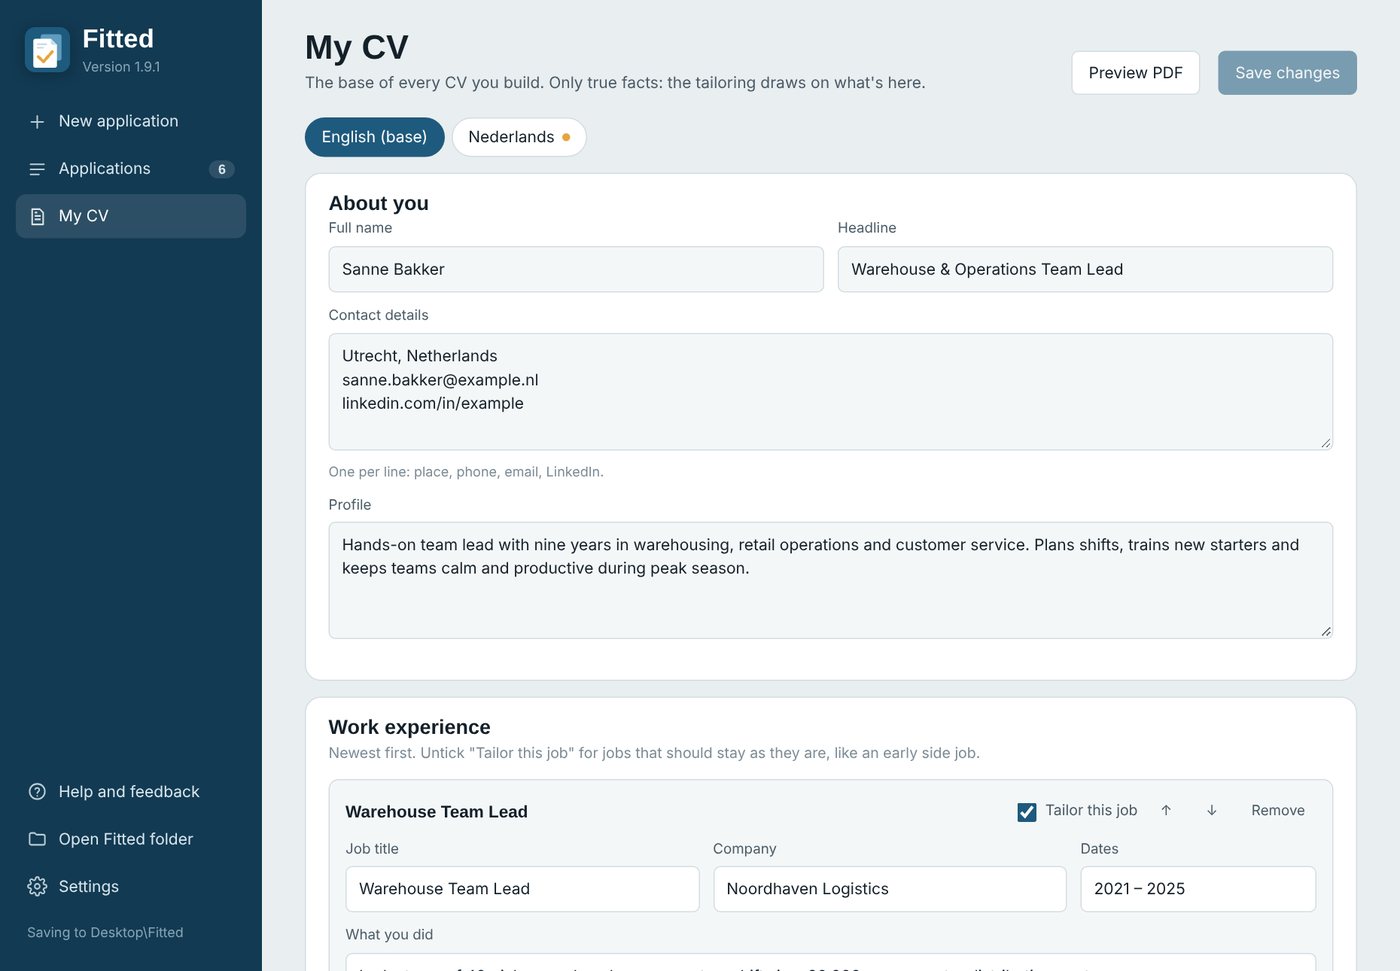 Fitted
Version 1.9.1
New application
Applications 6
My CV
Help and feedback
Open Fitted folder
Settings
Saving to Desktop\Fitted
My CV
The base of every CV you build. Only true facts: the tailoring draws on what's here.
Preview PDF
Save changes
English (base)
Nederlands
About you
Full name
Sanne Bakker
Headline
Warehouse & Operations Team Lead
Contact details
Utrecht, Netherlands
sanne.bakker@example.nl
linkedin.com/in/example
One per line: place, phone, email, LinkedIn.
Profile
Hands-on team lead with nine years in warehousing, retail operations and customer service. Plans shifts, trains new starters and
keeps teams calm and productive during peak season.
Work experience
Newest first. Untick "Tailor this job" for jobs that should stay as they are, like an early side job.
Warehouse Team Lead
Tailor this job ↑ ↓ Remove
Job title
Warehouse Team Lead
Company
Noordhaven Logistics
Dates
2021 – 2025
What you did